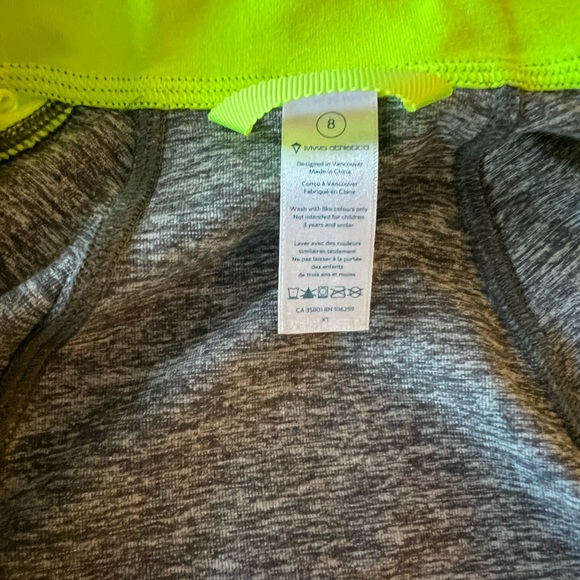 8
ivivva athletica
Designed in Vancouver
Made in China
Conçu à Vancouver
Fabriqué en Chine
Wash with like colours only
Not intended for children
3 years and under
Laver avec des couleurs
similaires seulement
Ne pas laisser à la portée
des enfants
de trois ans et moins
CA 35801 RN 106259